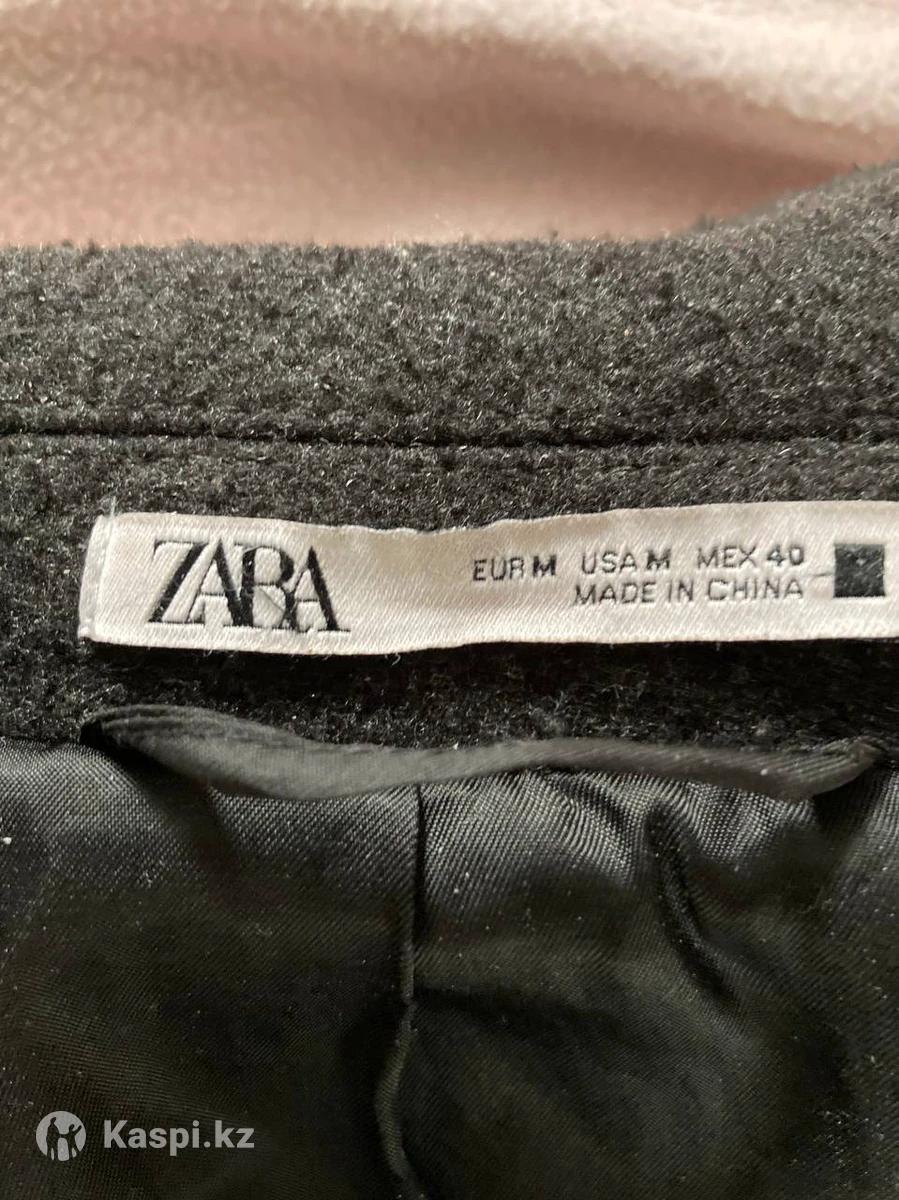 ZARA
EUR M USA M MEX 40
MADE IN CHINA
Kaspi.kz